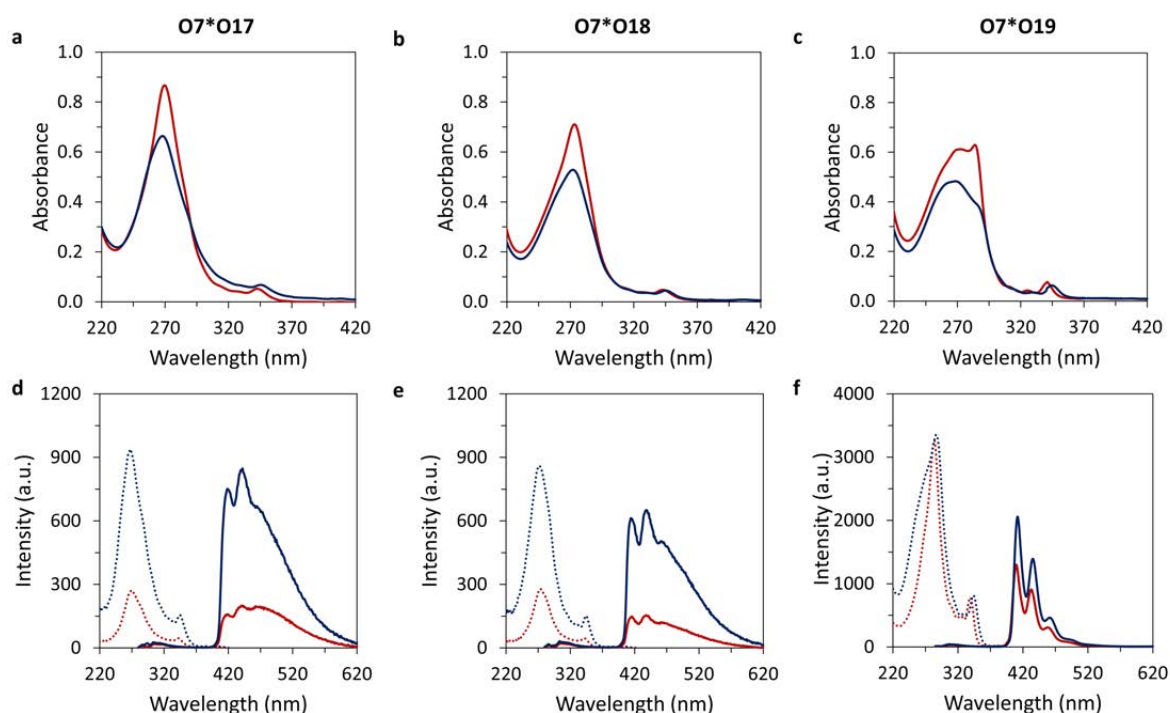 O7*O17
O7*O18
O7*O19
a
b
c
1.0
0.8
0.6
0.4
0.2
0.0
Absorbance
220 270 320 370 420
Wavelength (nm)
1.0
0.8
0.6
0.4
0.2
0.0
Absorbance
220 270 320 370 420
Wavelength (nm)
1.0
0.8
0.6
0.4
0.2
0.0
Absorbance
220 270 320 370 420
Wavelength (nm)
d
e
f
1200
900
600
300
0
Intensity (a.u.)
220 320 420 520 620
Wavelength (nm)
1200
900
600
300
0
Intensity (a.u.)
220 320 420 520 620
Wavelength (nm)
4000
3000
2000
1000
0
Intensity (a.u.)
220 320 420 520 620
Wavelength (nm)